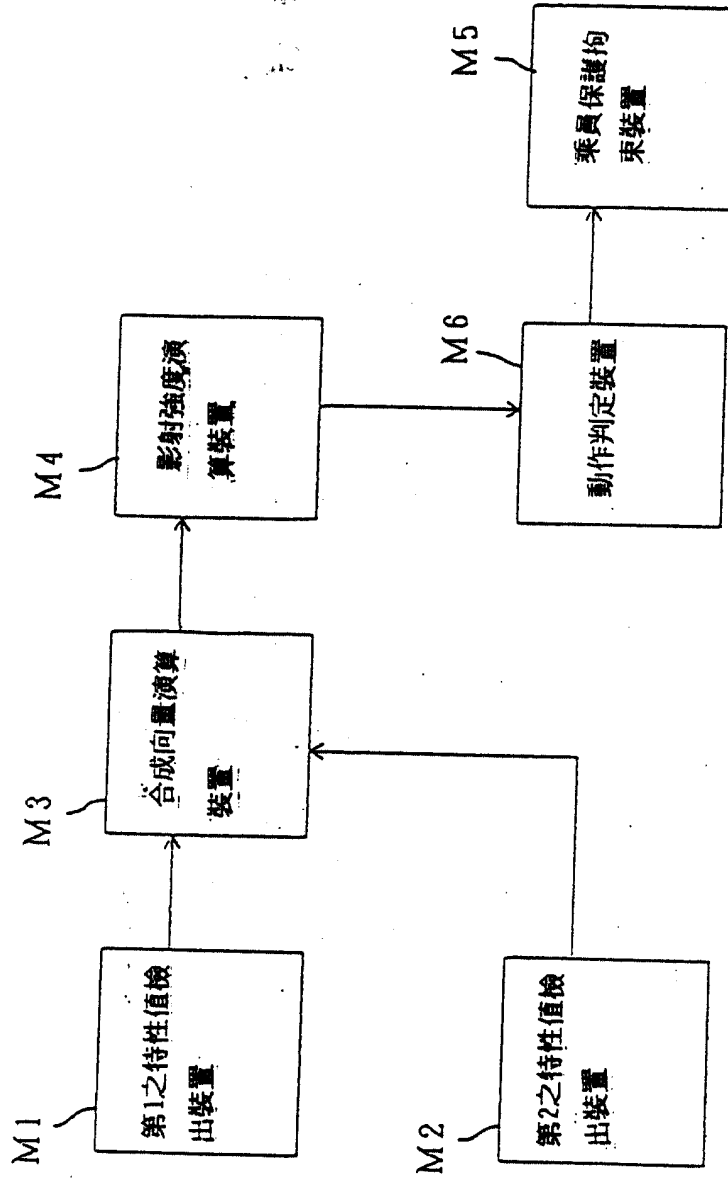 M1
第1之特性值檢
出裝置
M2
第2之特性值檢
出裝置
M3
合成向量演算
裝置
M4
影射強度演
算裝置
M6
動作判定裝置
M5
乘員保護拘
束裝置